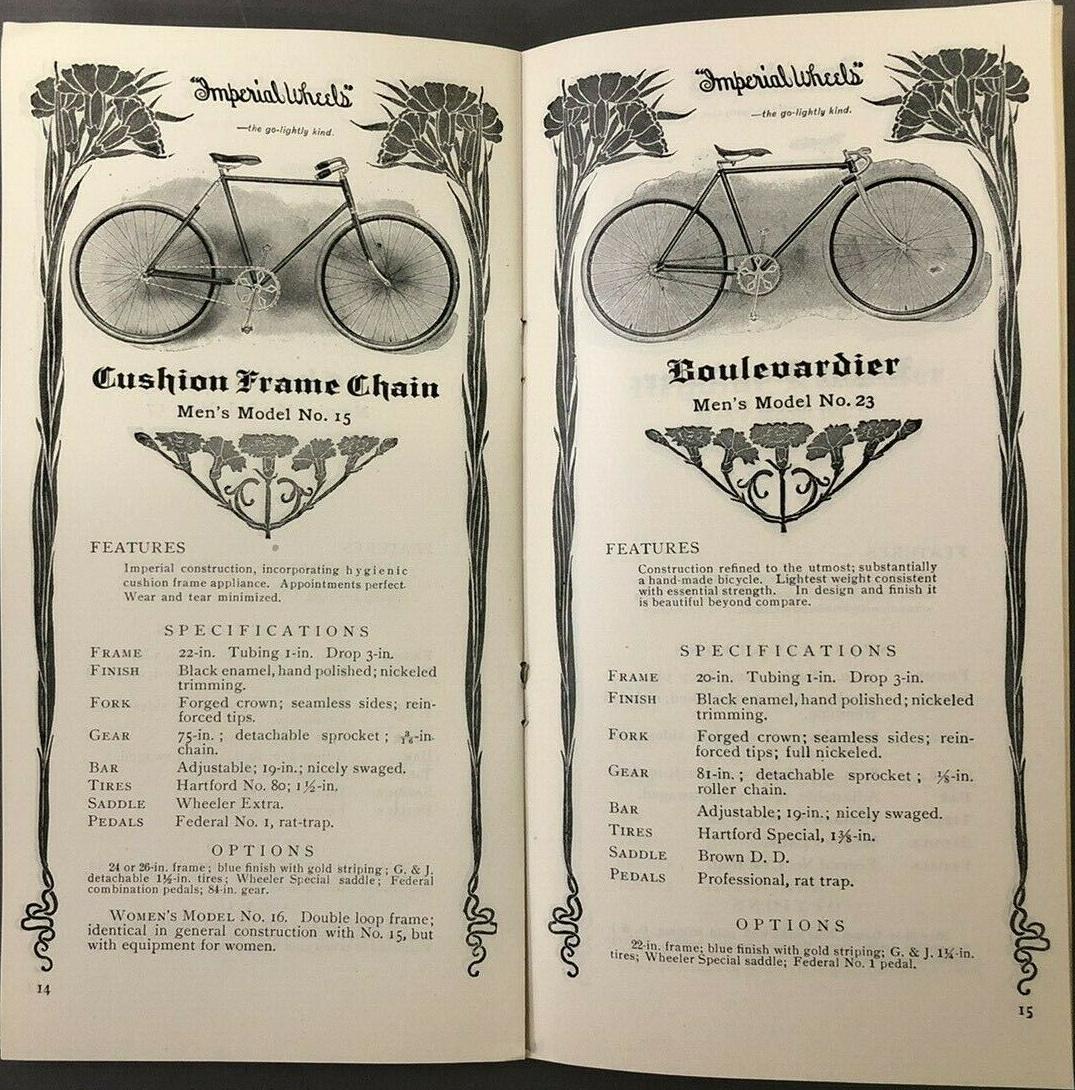 "Imperial Wheels"
—the go-lightly kind.
Cushion Frame Chain
Men's Model No. 15
FEATURES
Imperial construction, incorporating hygienic
cushion frame appliance. Appointments perfect.
Wear and tear minimized.
SPECIFICATIONS
FRAME 22-in. Tubing 1-in. Drop 3-in.
FINISH Black enamel, hand polished; nickeled
trimming.
FORK Forged crown; seamless sides; rein-
forced tips.
GEAR 75-in.; detachable sprocket; 3/16-in.
chain.
BAR Adjustable; 19-in.; nicely swaged.
TIRES Hartford No. 80; 1½-in.
SADDLE Wheeler Extra.
PEDALS Federal No. 1, rat-trap.
OPTIONS
24 or 26-in. frame; blue finish with gold striping; G. & J.
detachable 1½-in. tires; Wheeler Special saddle; Federal
combination pedals; 84-in. gear.
WOMEN'S MODEL NO. 16. Double loop frame;
identical in general construction with No. 15, but
with equipment for women.
14
"Imperial Wheels"
—the go-lightly kind.
Boulevardier
Men's Model No. 23
FEATURES
Construction refined to the utmost; substantially
a hand-made bicycle. Lightest weight consistent
with essential strength. In design and finish it
is beautiful beyond compare.
SPECIFICATIONS
FRAME 20-in. Tubing 1-in. Drop 3-in.
FINISH Black enamel, hand polished; nickeled
trimming.
FORK Forged crown; seamless sides; rein-
forced tips; full nickeled.
GEAR 81-in.; detachable sprocket; ⅛-in.
roller chain.
BAR Adjustable; 19-in.; nicely swaged.
TIRES Hartford Special, 1⅜-in.
SADDLE Brown D. D.
PEDALS Professional, rat trap.
OPTIONS
22-in. frame; blue finish with gold striping; G. & J. 1¼-in.
tires; Wheeler Special saddle; Federal No. 1 pedal.
15